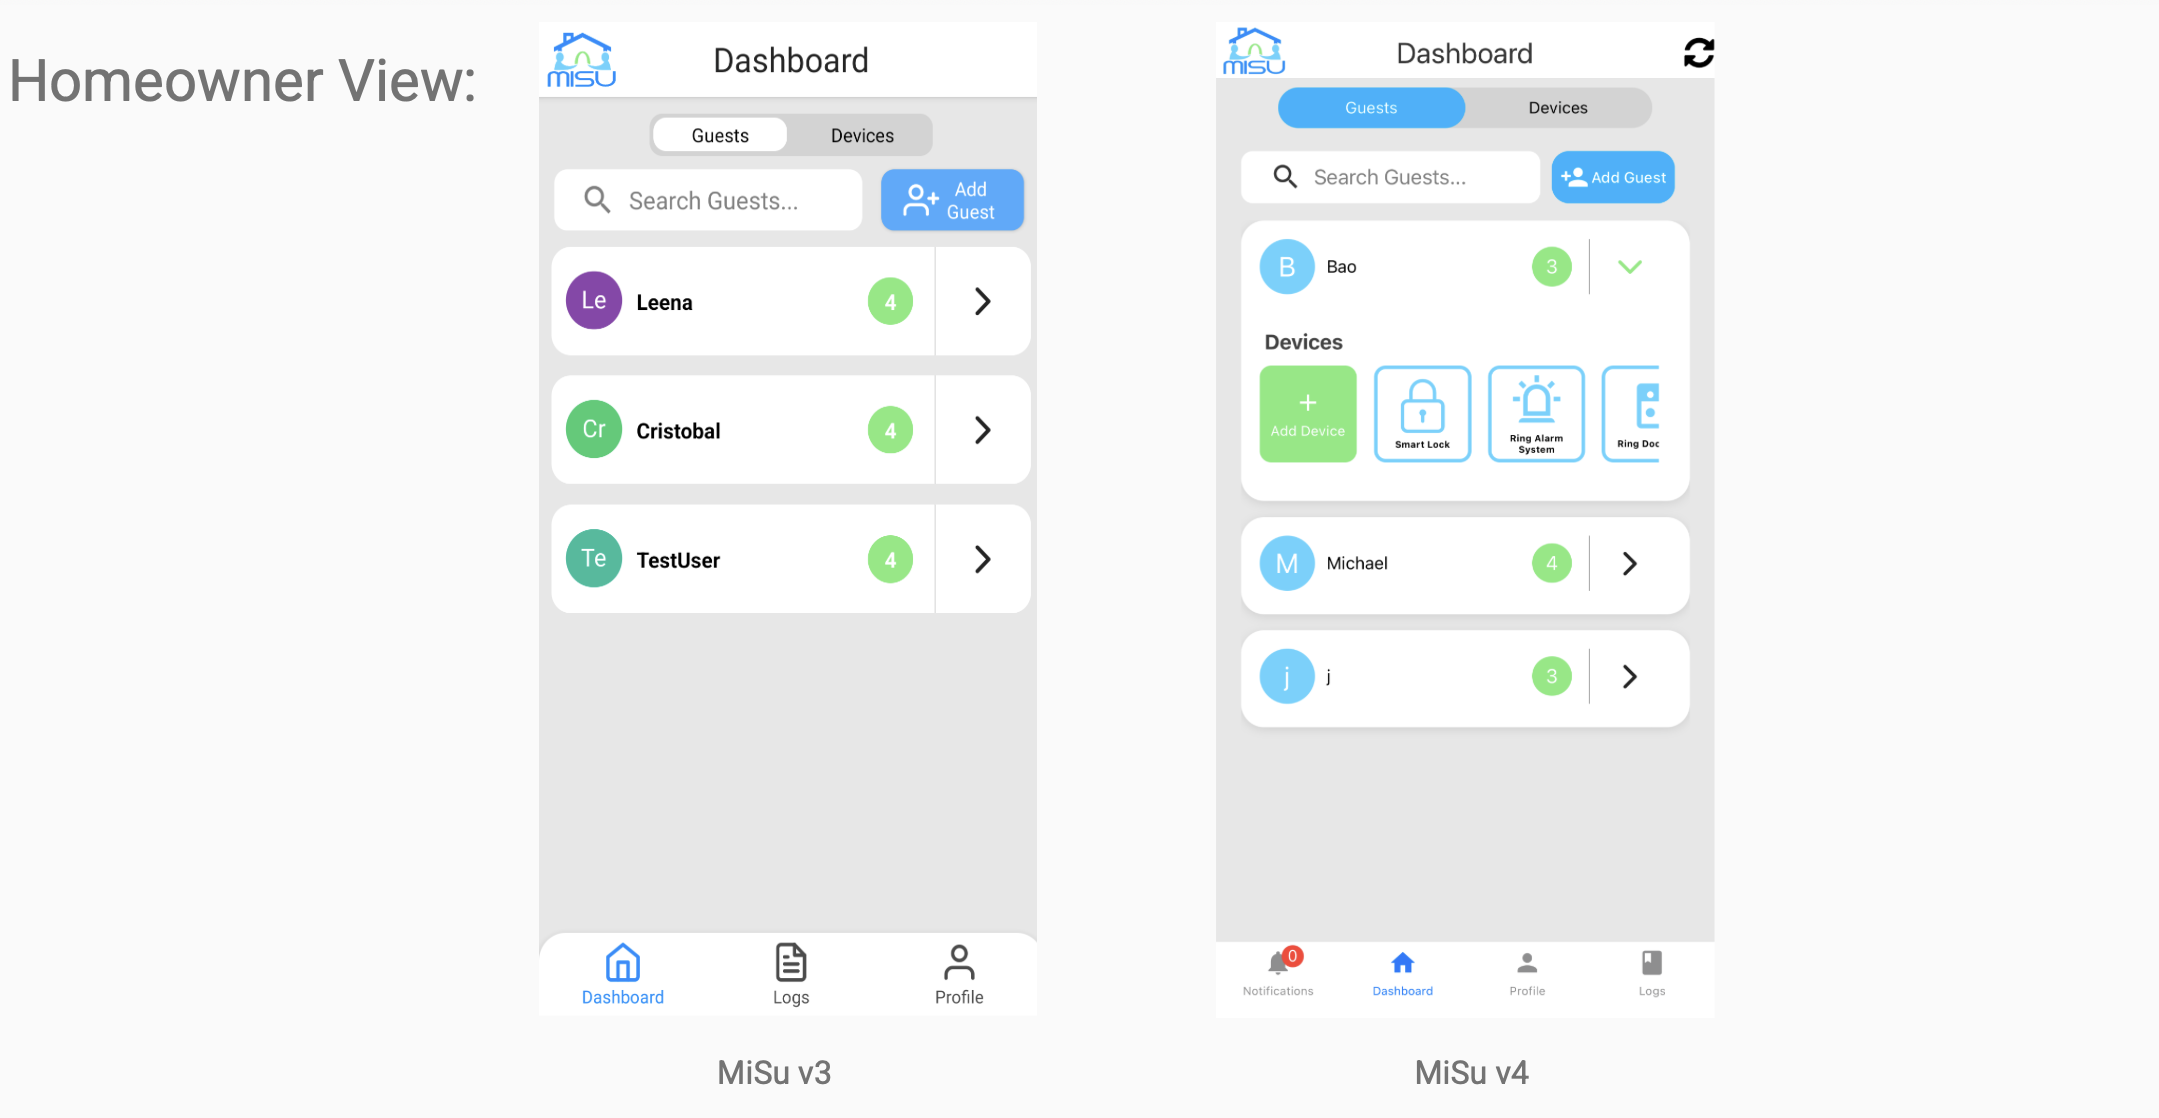 Homeowner View:
MISU
Dashboard
Guests
Devices
Search Guests...
Add
Guest
Le
Leena
4
Cr
Cristobal
4
Te
TestUser
4
Dashboard
Logs
Profile
MiSu v3
MISU
Dashboard
Guests
Devices
Search Guests...
Add Guest
B
Bao
3
Devices
+
Add Device
Smart Lock
Ring Alarm
System
Ring Doc
M
Michael
4
j
j
3
0
Notifications
Dashboard
Profile
Logs
MiSu v4